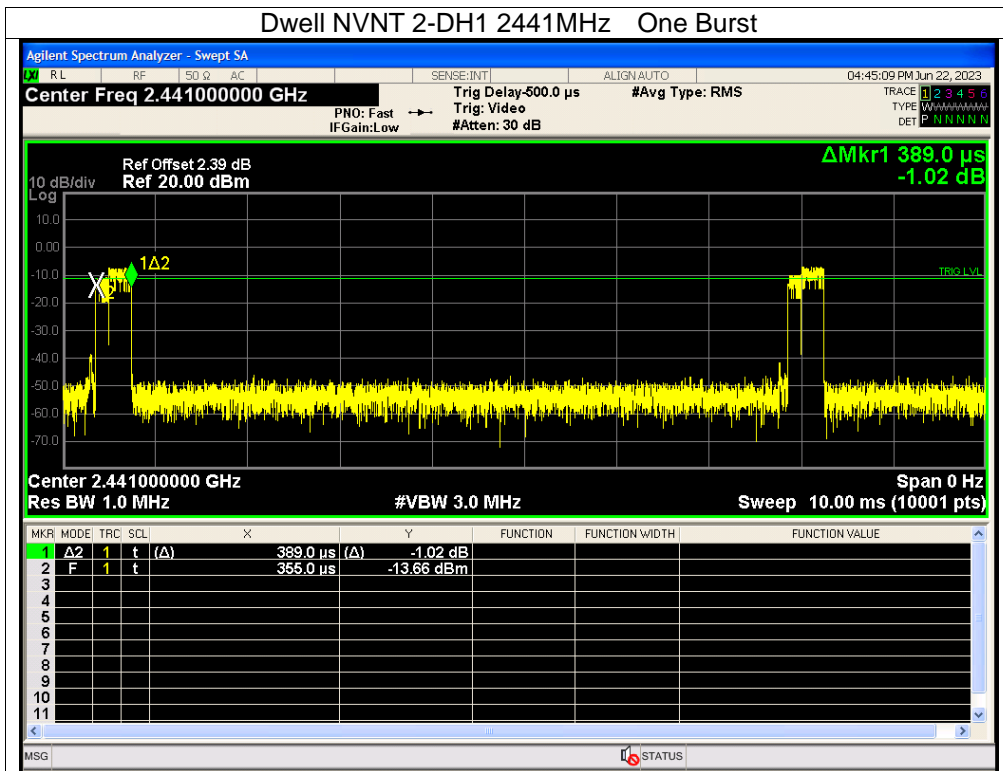 Dwell NVNT 2-DH1 2441MHz One Burst
Agilent Spectrum Analyzer - Swept SA
LXI RL RF 50 Ω AC SENSE:INT ALIGN AUTO 04:45:09 PM Jun 22, 2023
Center Freq 2.441000000 GHz Trig Delay-500.0 µs #Avg Type: RMS TRACE 1 2 3 4 5 6
PNO: Fast Trig: Video TYPE WWWWWWW
IFGain:Low #Atten: 30 dB DET P N N N N N
ΔMkr1 389.0 µs
-1.02 dB
Ref Offset 2.39 dB
10 dB/div Ref 20.00 dBm
Log
10.0
0.00
1Δ2
-10.0
TRIG LVL
2
-20.0
-30.0
-40.0
-50.0
-60.0
-70.0
Center 2.441000000 GHz Span 0 Hz
Res BW 1.0 MHz #VBW 3.0 MHz Sweep 10.00 ms (10001 pts)
MKR MODE TRC SCL X Y FUNCTION FUNCTION WIDTH FUNCTION VALUE
1 Δ2 1 t (Δ) 389.0 µs (Δ) -1.02 dB
2 F 1 t 355.0 µs -13.66 dBm
3
4
5
6
7
8
9
10
11
MSG STATUS